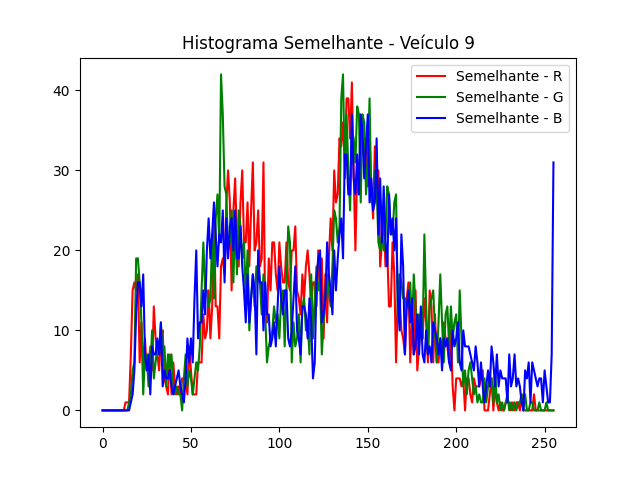 Histograma Semelhante - Veículo 9
Semelhante - R
Semelhante - G
Semelhante - B
40
30
20
10
0
0 50 100 150 200 250